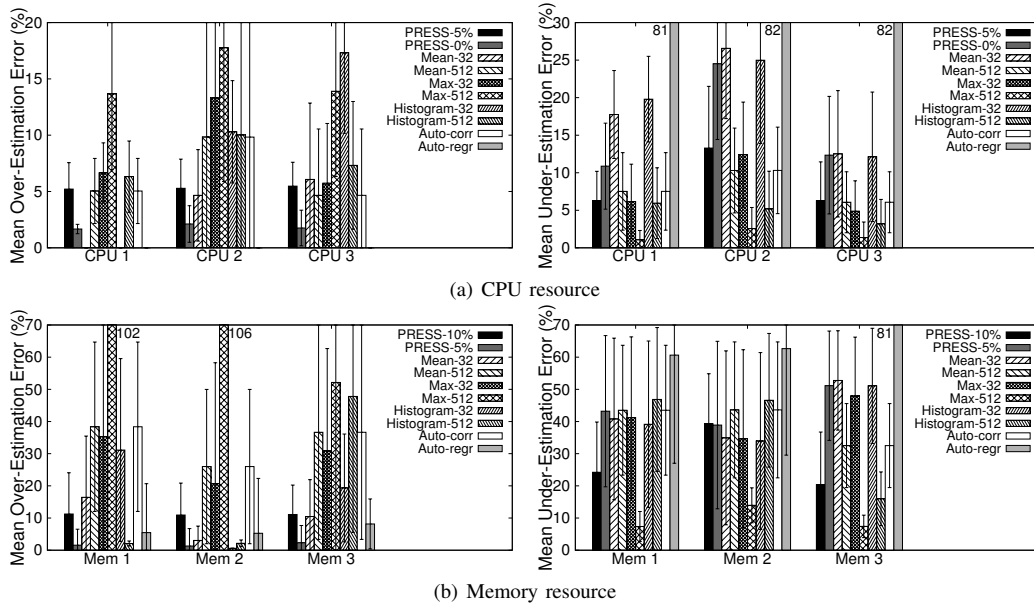 Mean Over-Estimation Error (%)
20
15
10
5
0
CPU 1
CPU 2
CPU 3
PRESS-5%
PRESS-0%
Mean-32
Mean-512
Max-32
Max-512
Histogram-32
Histogram-512
Auto-corr
Auto-regr
Mean Under-Estimation Error (%)
30
25
20
15
10
5
0
81
82
82
CPU 1
CPU 2
CPU 3
PRESS-5%
PRESS-0%
Mean-32
Mean-512
Max-32
Max-512
Histogram-32
Histogram-512
Auto-corr
Auto-regr
(a) CPU resource
Mean Over-Estimation Error (%)
70
60
50
40
30
20
10
0
102
106
Mem 1
Mem 2
Mem 3
PRESS-10%
PRESS-5%
Mean-32
Mean-512
Max-32
Max-512
Histogram-32
Histogram-512
Auto-corr
Auto-regr
Mean Under-Estimation Error (%)
70
60
50
40
30
20
10
0
81
Mem 1
Mem 2
Mem 3
PRESS-10%
PRESS-5%
Mean-32
Mean-512
Max-32
Max-512
Histogram-32
Histogram-512
Auto-corr
Auto-regr
(b) Memory resource